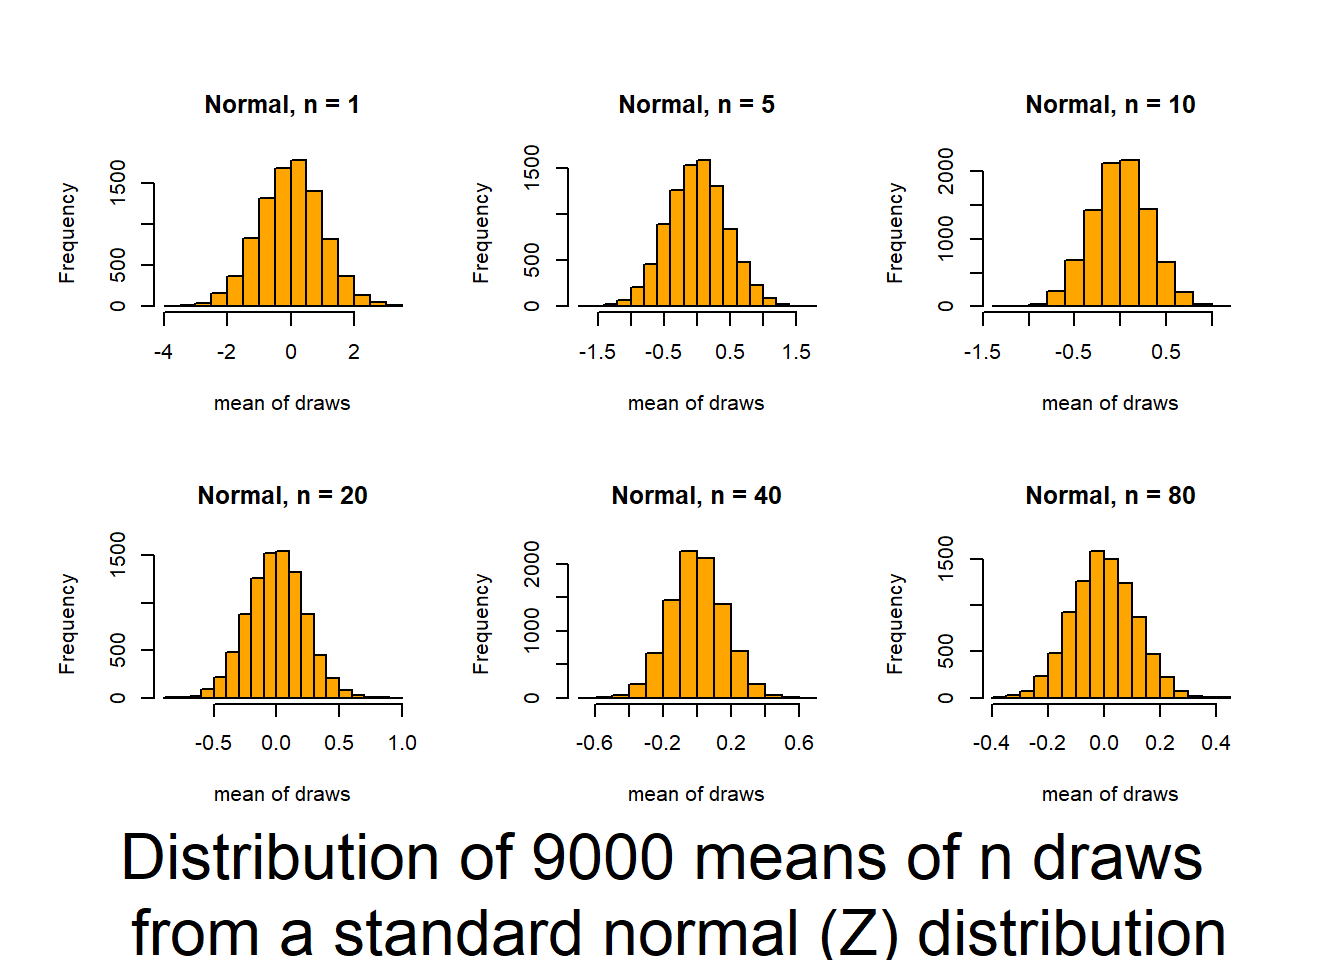 Normal, n = 1
Frequency
0 500 1500
-4 -2 0 2
mean of draws
Normal, n = 5
Frequency
0 500 1500
-1.5 -0.5 0.5 1.5
mean of draws
Normal, n = 10
Frequency
0 1000 2000
-1.5 -0.5 0.5
mean of draws
Normal, n = 20
Frequency
0 500 1500
-0.5 0.0 0.5 1.0
mean of draws
Normal, n = 40
Frequency
0 1000 2000
-0.6 -0.2 0.2 0.6
mean of draws
Normal, n = 80
Frequency
0 500 1500
-0.4 -0.2 0.0 0.2 0.4
mean of draws
Distribution of 9000 means of n draws
from a standard normal (Z) distribution